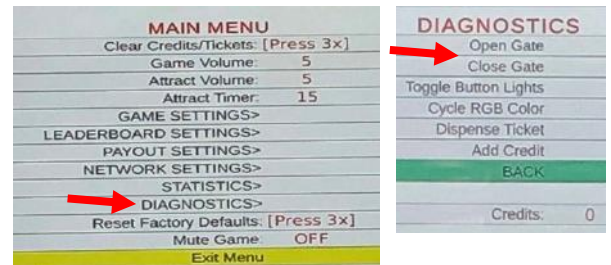 MAIN MENU
Clear Credits/Tickets: [Press 3x]
Game Volume: 5
Attract Volume: 5
Attract Timer: 15
GAME SETTINGS>
LEADERBOARD SETTINGS>
PAYOUT SETTINGS>
NETWORK SETTINGS>
STATISTICS>
DIAGNOSTICS>
Reset Factory Defaults: [Press 3x]
Mute Game: OFF
Exit Menu
DIAGNOSTICS
Open Gate
Close Gate
Toggle Button Lights
Cycle RGB Color
Dispense Ticket
Add Credit
BACK
Credits: 0